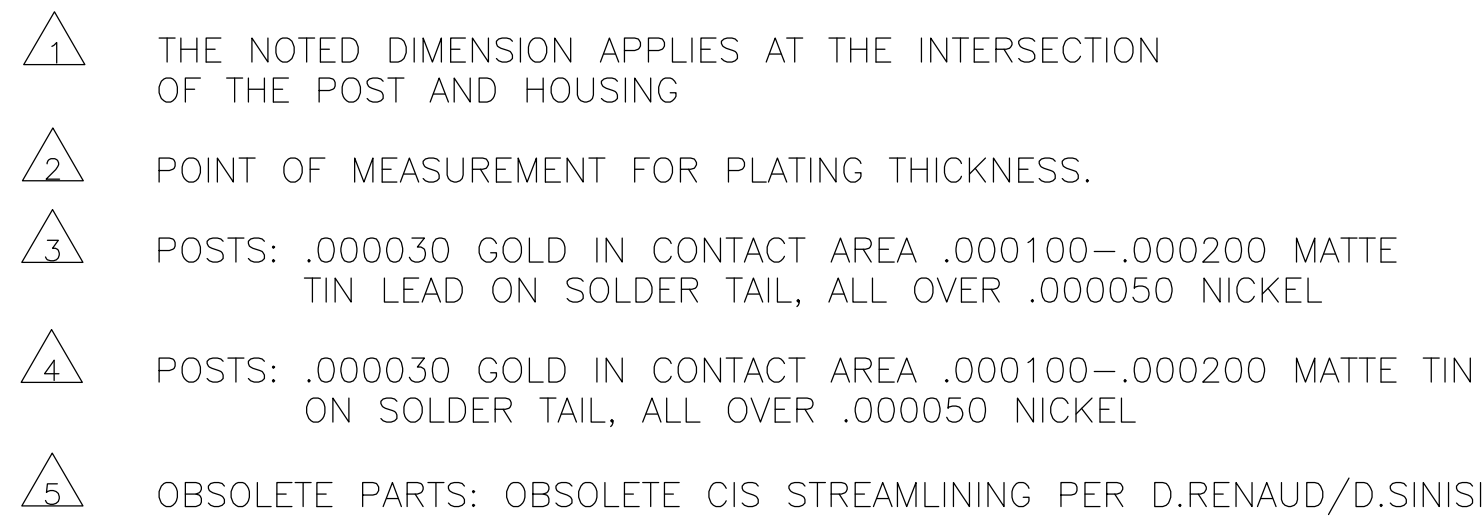 1 THE NOTED DIMENSION APPLIES AT THE INTERSECTION
OF THE POST AND HOUSING
2 POINT OF MEASUREMENT FOR PLATING THICKNESS.
3 POSTS: .000030 GOLD IN CONTACT AREA .000100-.000200 MATTE
TIN LEAD ON SOLDER TAIL, ALL OVER .000050 NICKEL
4 POSTS: .000030 GOLD IN CONTACT AREA .000100-.000200 MATTE TIN
ON SOLDER TAIL, ALL OVER .000050 NICKEL
5 OBSOLETE PARTS: OBSOLETE CIS STREAMLINING PER D.RENAUD/D.SINISI